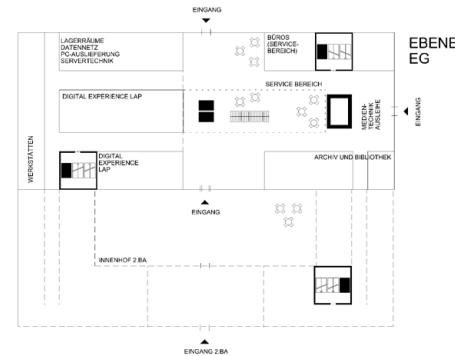 EINGANG
EBENE
EG
LAGERRÄUME
DATENNETZ
PC-AUSLIEFERUNG
SERVERTECHNIK
BÜROS
(SERVICE-
BEREICH)
SERVICE BEREICH
DIGITAL EXPERIENCE LAP
MEDIEN-
TECHNIK
AUSLEIHE
EINGANG
WERKSTÄTTEN
DIGITAL
EXPERIENCE
LAP
ARCHIV UND BIBLIOTHEK
EINGANG
INNENHOF 2.BA
EINGANG 2.BA